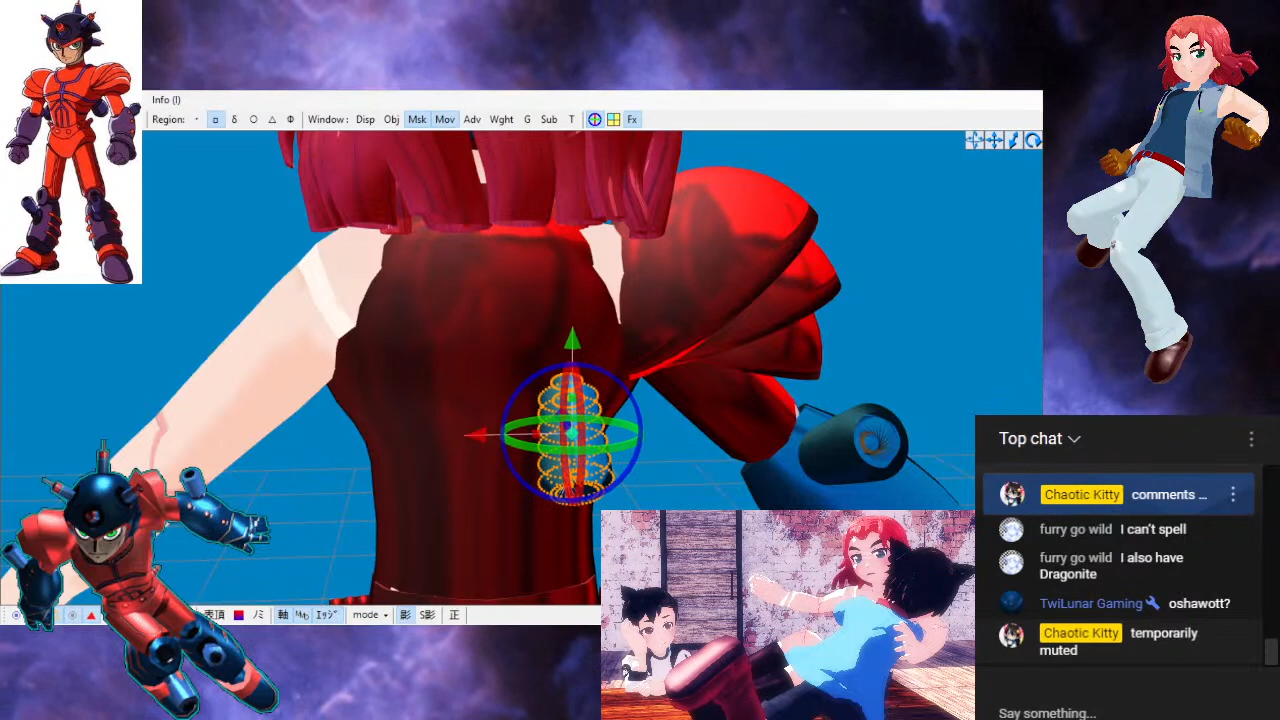 Info (I)
Region: Window : Disp Obj Msk Mov Adv Wght G Sub T Fx
Top chat
Chaotic Kitty comments ...
furry go wild I can't spell
furry go wild I also have
Dragonite
TwiLunar Gaming oshawott?
Chaotic Kitty temporarily
muted
Say something...
表頂 ノミ 軸 エッジ mode 影 S影 正